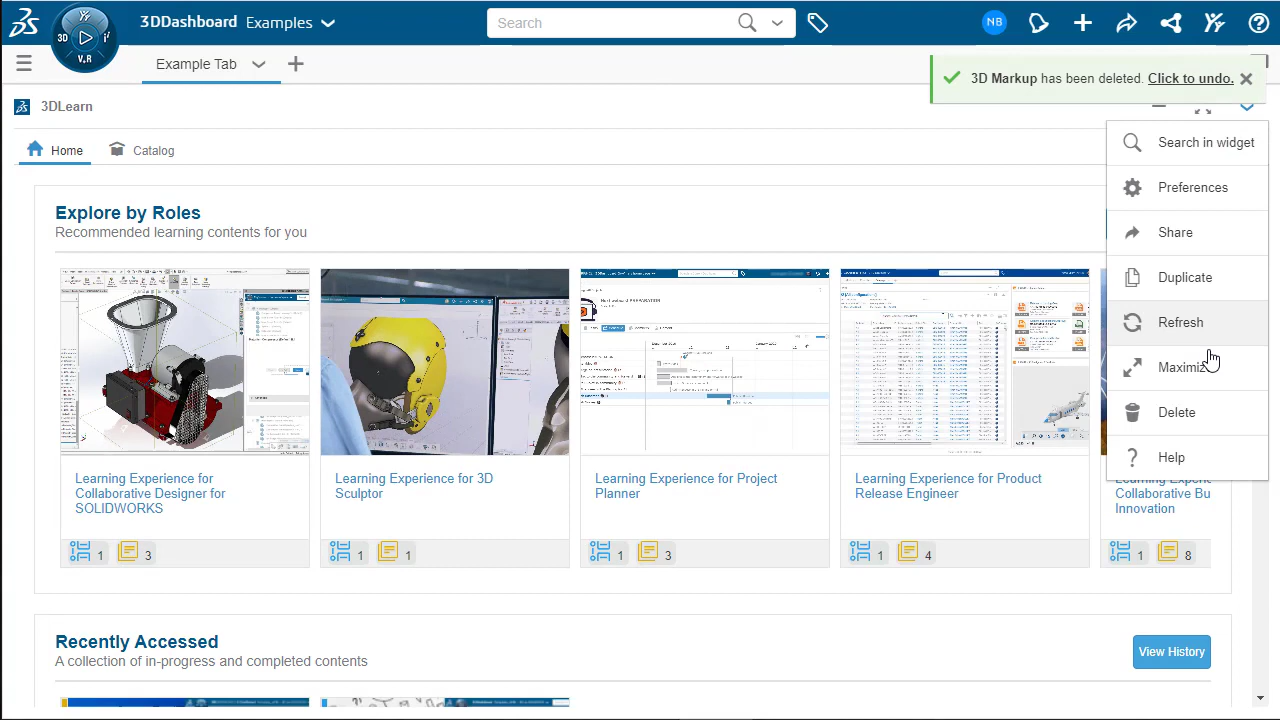 3DDashboard Examples
Search
NB
3D
V.R
Example Tab
3D Markup has been deleted. Click to undo.
3DLearn
Home
Catalog
Search in widget
Preferences
Share
Duplicate
Refresh
Maximiz
Delete
Help
Explore by Roles
Recommended learning contents for you
Learning Experience for
Collaborative Designer for
SOLIDWORKS
1 3
Learning Experience for 3D
Sculptor
1 1
Learning Experience for Project
Planner
1 3
Learning Experience for Product
Release Engineer
1 4
Collaborative Bu
Innovation
1 8
Recently Accessed
A collection of in-progress and completed contents
View History